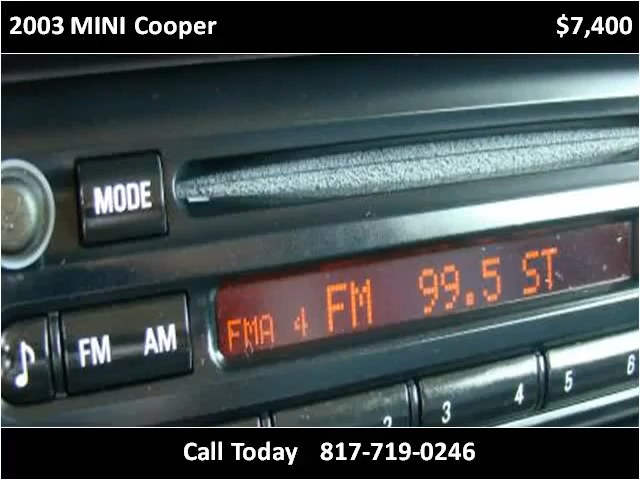 2003 MINI Cooper $7,400
MODE
FMA 4 FM 99.5 ST
FM AM
2 3 4 5 6
Call Today 817-719-0246